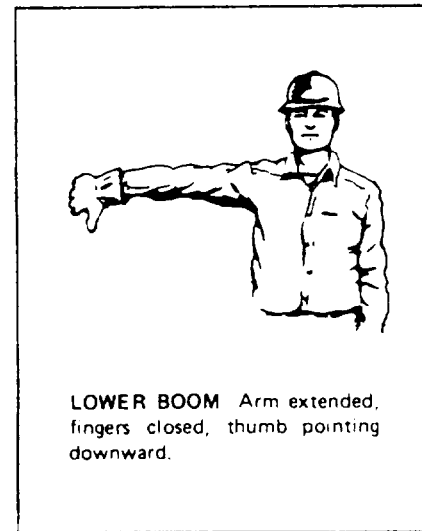 LOWER BOOM Arm extended,
fingers closed, thumb pointing
downward.